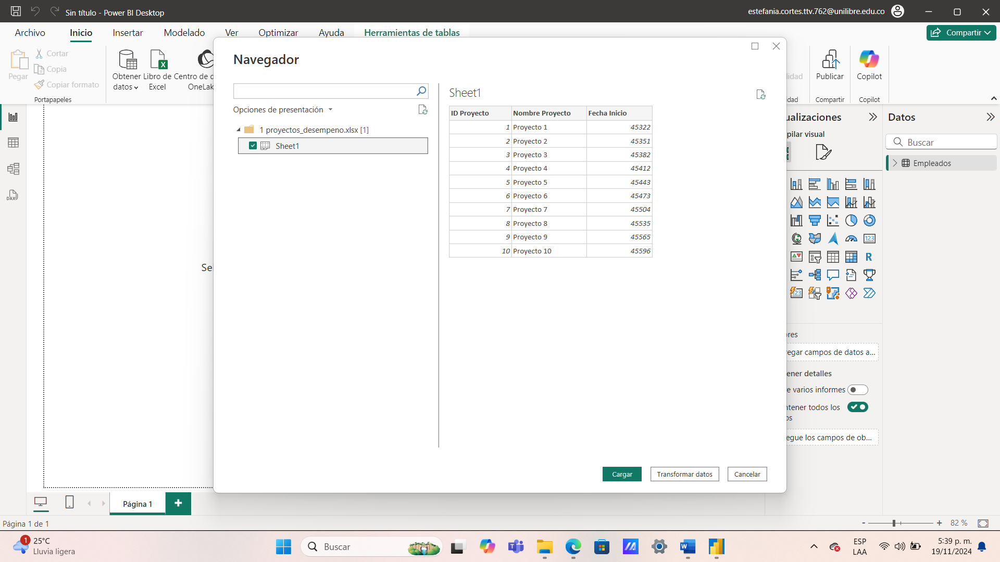 Sin título - Power BI Desktop
estefania.cortes.ttv.762@unilibre.edu.co
Archivo
Inicio
Insertar
Modelado
Ver
Optimizar
Ayuda
Herramientas de tablas
Compartir
Pegar
Cortar
Copia
Copiar formato
Portapapeles
Obtener datos
Libro de Excel
Centro de
OneLak
Publicar
Compartir
Copilot
Copilot
Navegador
Opciones de presentación
1 proyectos_desempeno.xlsx [1]
Sheet1
Sheet1
ID Proyecto Nombre Proyecto Fecha Inicio
1 Proyecto 1 45322
2 Proyecto 2 45351
3 Proyecto 3 45382
4 Proyecto 4 45412
5 Proyecto 5 45443
6 Proyecto 6 45473
7 Proyecto 7 45504
8 Proyecto 8 45535
9 Proyecto 9 45565
10 Proyecto 10 45596
Cargar
Transformar datos
Cancelar
Se
ualizaciones
pilar visual
ores
regar campos de datos a...
ener detalles
e varios informes
ntener todos los
os
egue los campos de ob...
Datos
Buscar
Empleados
Página 1
Página 1 de 1
- + 82 %
1
25°C
Lluvia ligera
Buscar
ESP
LAA
5:39 p. m.
19/11/2024